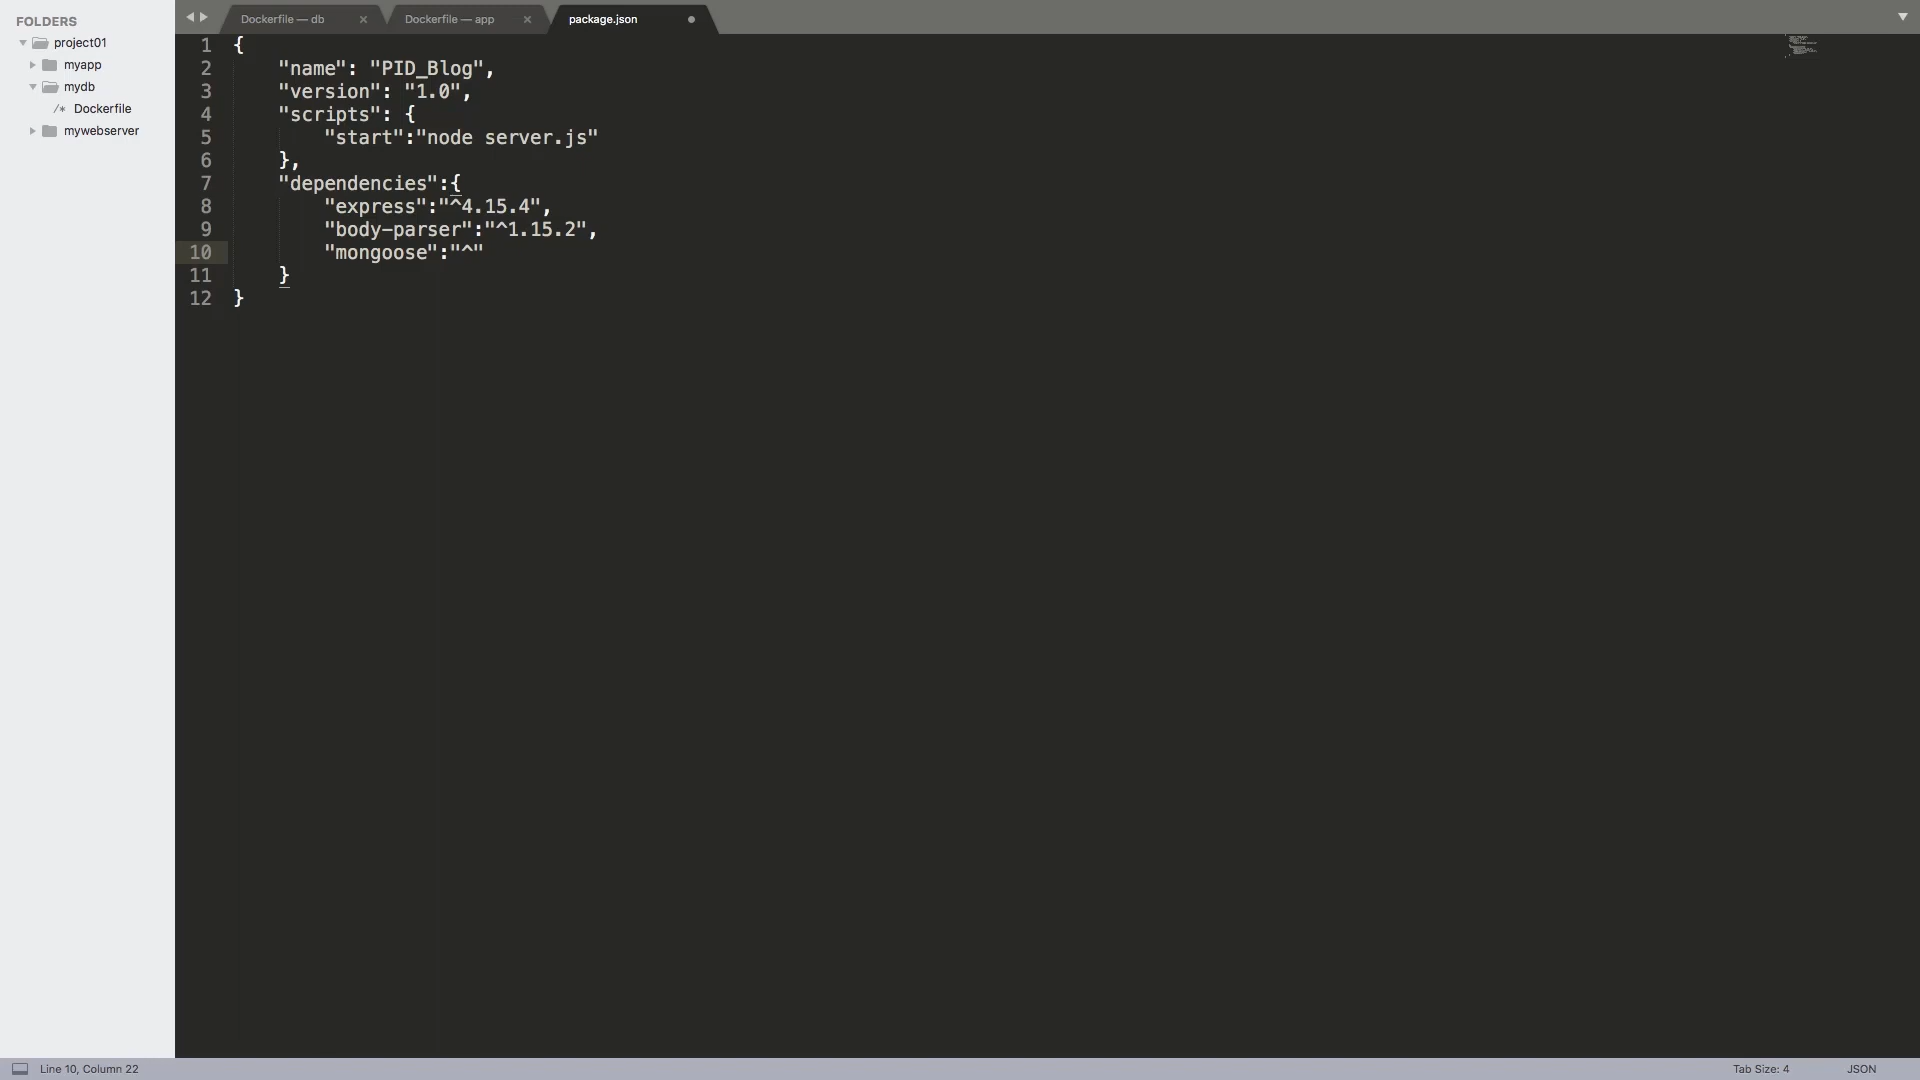 FOLDERS
project01
myapp
mydb
/* Dockerfile
mywebserver
Dockerfile — db
Dockerfile — app
package.json
1 {
2 "name": "PID_Blog",
3 "version": "1.0",
4 "scripts": {
5 "start":"node server.js"
6 },
7 "dependencies":{
8 "express":"^4.15.4",
9 "body-parser":"^1.15.2",
10 "mongoose":"^"
11 }
12 }
Line 10, Column 22
Tab Size: 4
JSON